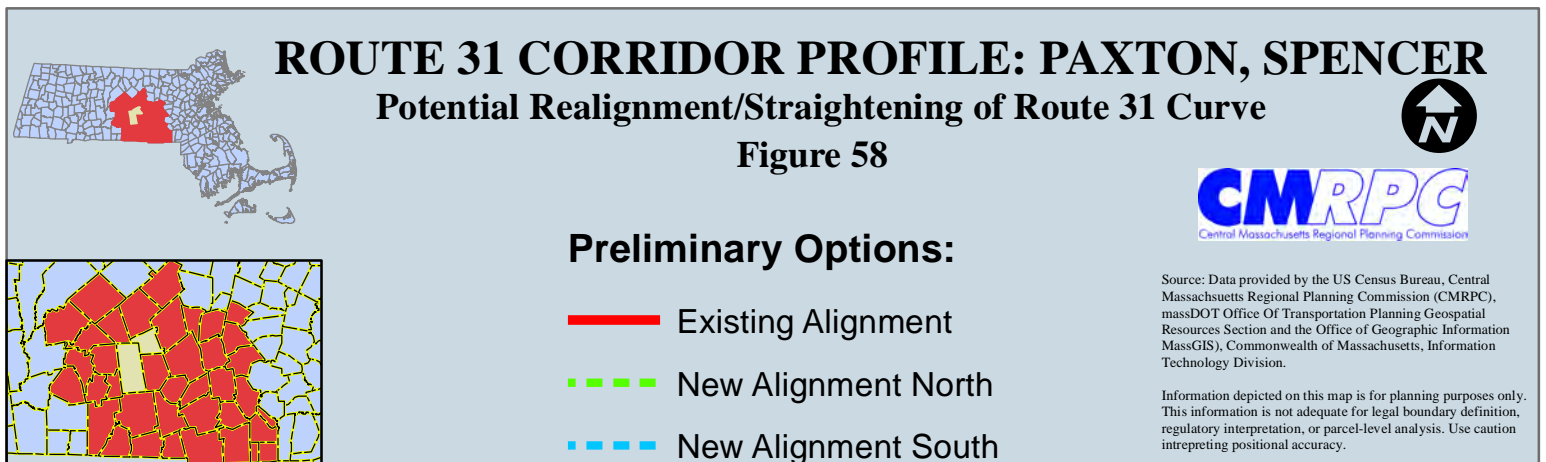 ROUTE 31 CORRIDOR PROFILE: PAXTON, SPENCER
Potential Realignment/Straightening of Route 31 Curve
Figure 58
N
CMRPC
Central Massachusetts Regional Planning Commission
Preliminary Options:
Existing Alignment
New Alignment North
New Alignment South
Source: Data provided by the US Census Bureau, Central
Massachsuetts Regional Planning Commission (CMRPC),
massDOT Office Of Transportation Planning Geospatial
Resources Section and the Office of Geographic Information
MassGIS), Commonwealth of Massachusetts, Information
Technology Division.
Information depicted on this map is for planning purposes only.
This information is not adequate for legal boundary definition,
regulatory interpretation, or parcel-level analysis. Use caution
intrepreting positional accuracy.